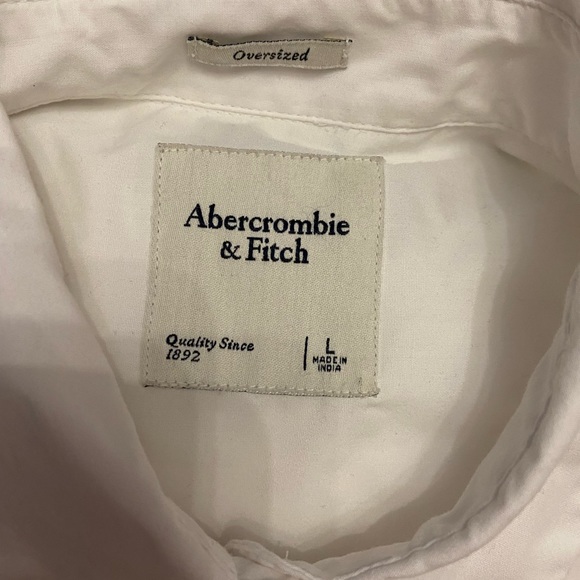 Oversized
Abercrombie
& Fitch
Quality Since
1892
L
MADE IN
INDIA